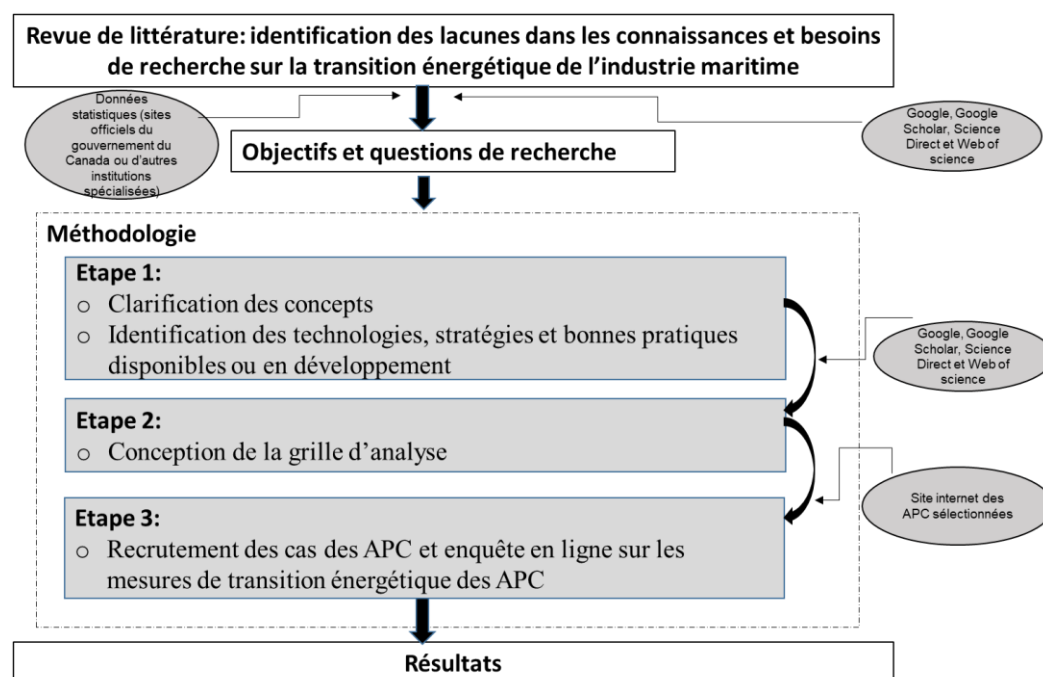 Revue de littérature: identification des lacunes dans les connaissances et besoins
de recherche sur la transition énergétique de l'industrie maritime
Données
statistiques (sites
officiels du
gouvernement du
Canada ou d'autres
institutions
spécialisées)
Google, Google
Scholar, Science
Direct et Web of
science
Objectifs et questions de recherche
Méthodologie
Etape 1:
o Clarification des concepts
o Identification des technologies, stratégies et bonnes pratiques
disponibles ou en développement
Google, Google
Scholar, Science
Direct et Web of
science
Etape 2:
o Conception de la grille d'analyse
Etape 3:
o Recrutement des cas des APC et enquête en ligne sur les
mesures de transition énergétique des APC
Site internet des
APC sélectionnées
Résultats